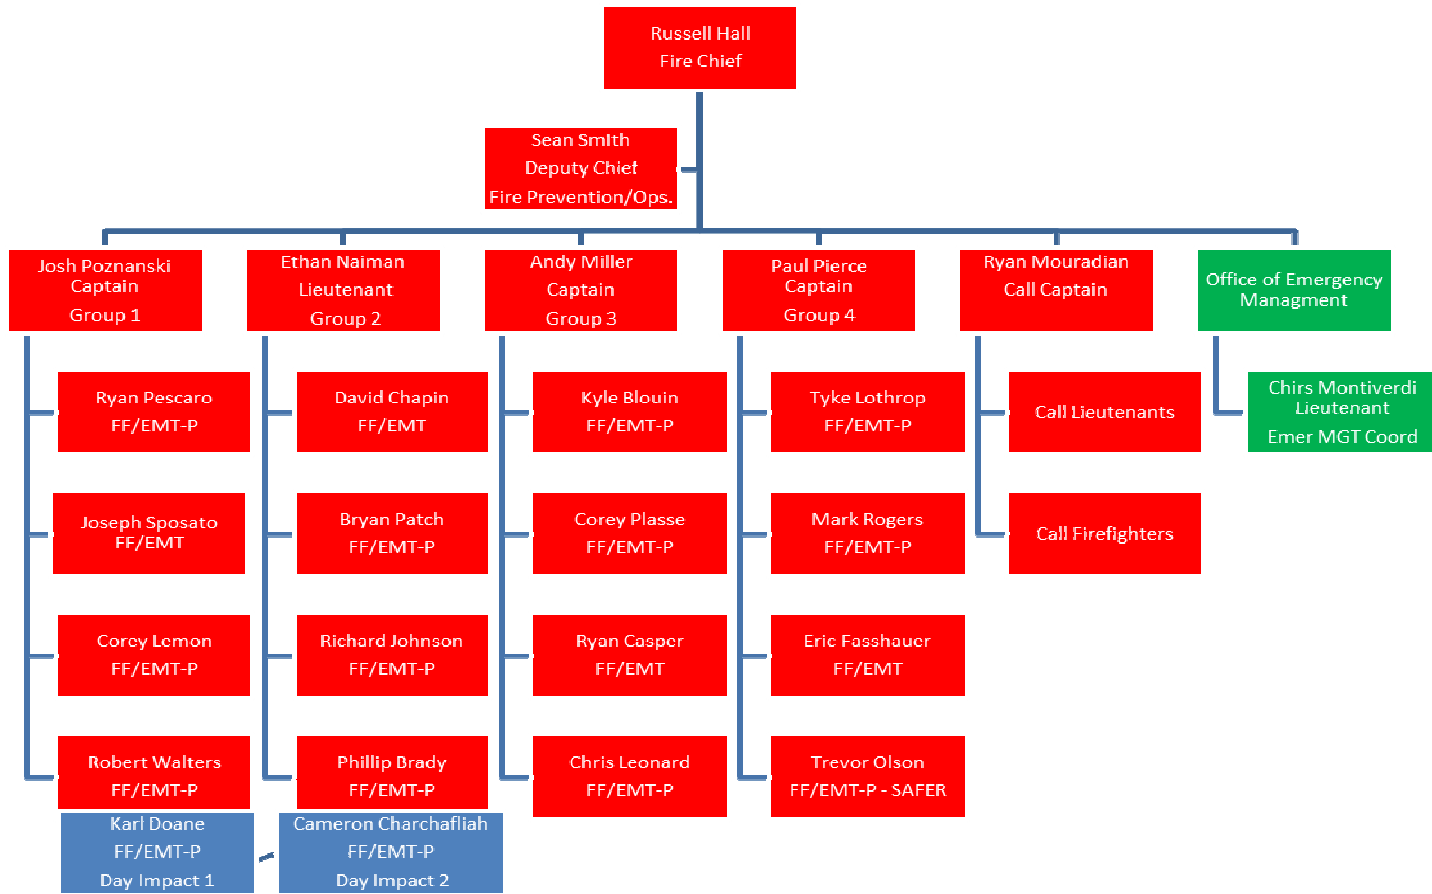 Russell Hall
Fire Chief
Sean Smith
Deputy Chief
Fire Prevention/Ops.
Josh Poznanski
Captain
Group 1
Ethan Naiman
Lieutenant
Group 2
Andy Miller
Captain
Group 3
Paul Pierce
Captain
Group 4
Ryan Mouradian
Call Captain
Office of Emergency
Managment
Ryan Pescaro
FF/EMT-P
David Chapin
FF/EMT
Kyle Blouin
FF/EMT-P
Tyke Lothrop
FF/EMT-P
Call Lieutenants
Chirs Montiverdi
Lieutenant
Emer MGT Coord
Joseph Sposato
FF/EMT
Bryan Patch
FF/EMT-P
Corey Plasse
FF/EMT-P
Mark Rogers
FF/EMT-P
Call Firefighters
Corey Lemon
FF/EMT-P
Richard Johnson
FF/EMT-P
Ryan Casper
FF/EMT
Eric Fasshauer
FF/EMT
Robert Walters
FF/EMT-P
Phillip Brady
FF/EMT-P
Chris Leonard
FF/EMT-P
Trevor Olson
FF/EMT-P - SAFER
Karl Doane
FF/EMT-P
Day Impact 1
Cameron Charchafliah
FF/EMT-P
Day Impact 2